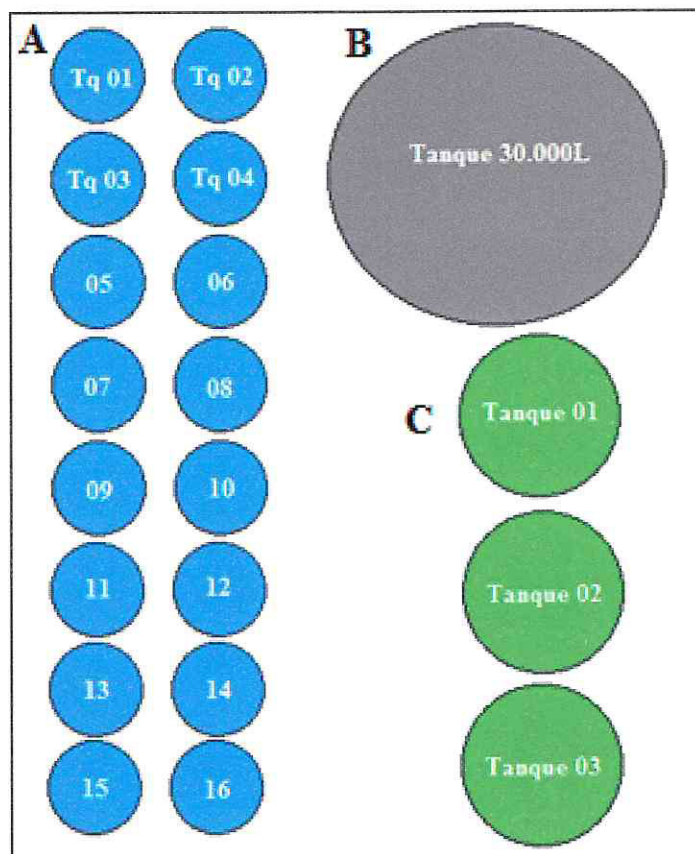 A
Tq 01 Tq 02
Tq 03 Tq 04
05 06
07 08
09 10
11 12
13 14
15 16
B
Tanque 30.000L
C
Tanque 01
Tanque 02
Tanque 03